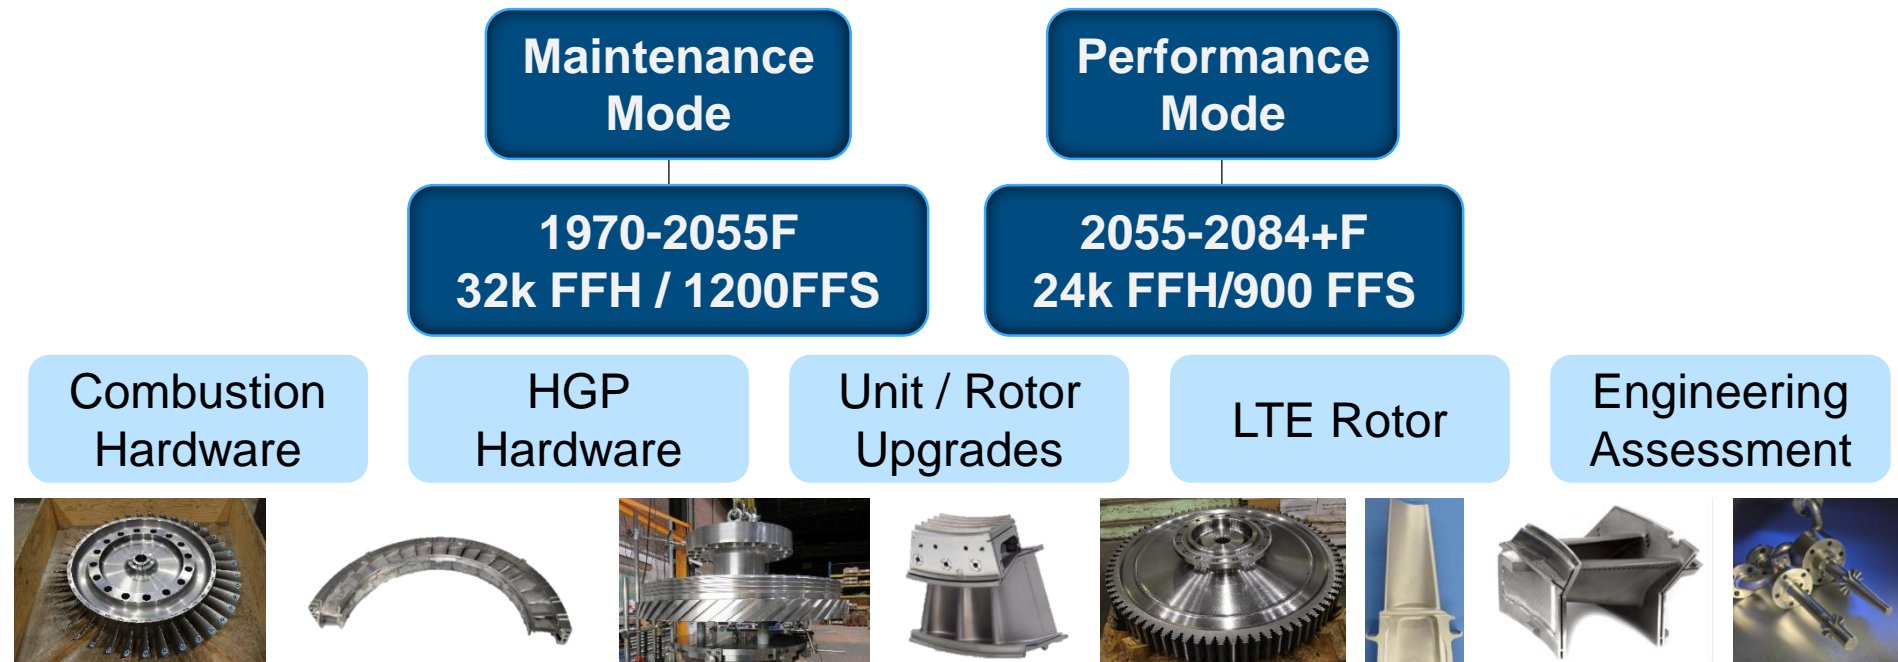 Maintenance
Mode
Performance
Mode
1970-2055F
32k FFH / 1200FFS
2055-2084+F
24k FFH/900 FFS
Combustion
Hardware
HGP
Hardware
Unit / Rotor
Upgrades
LTE Rotor
Engineering
Assessment